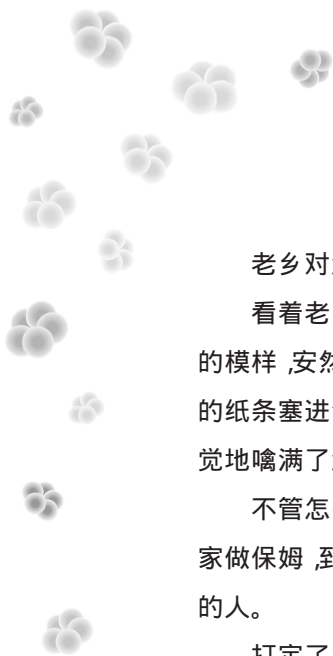 老乡对
看着老
的模样 ,安然
的纸条塞进
觉地噙满了
不管怎
家做保姆 ,到
的人。
打定了